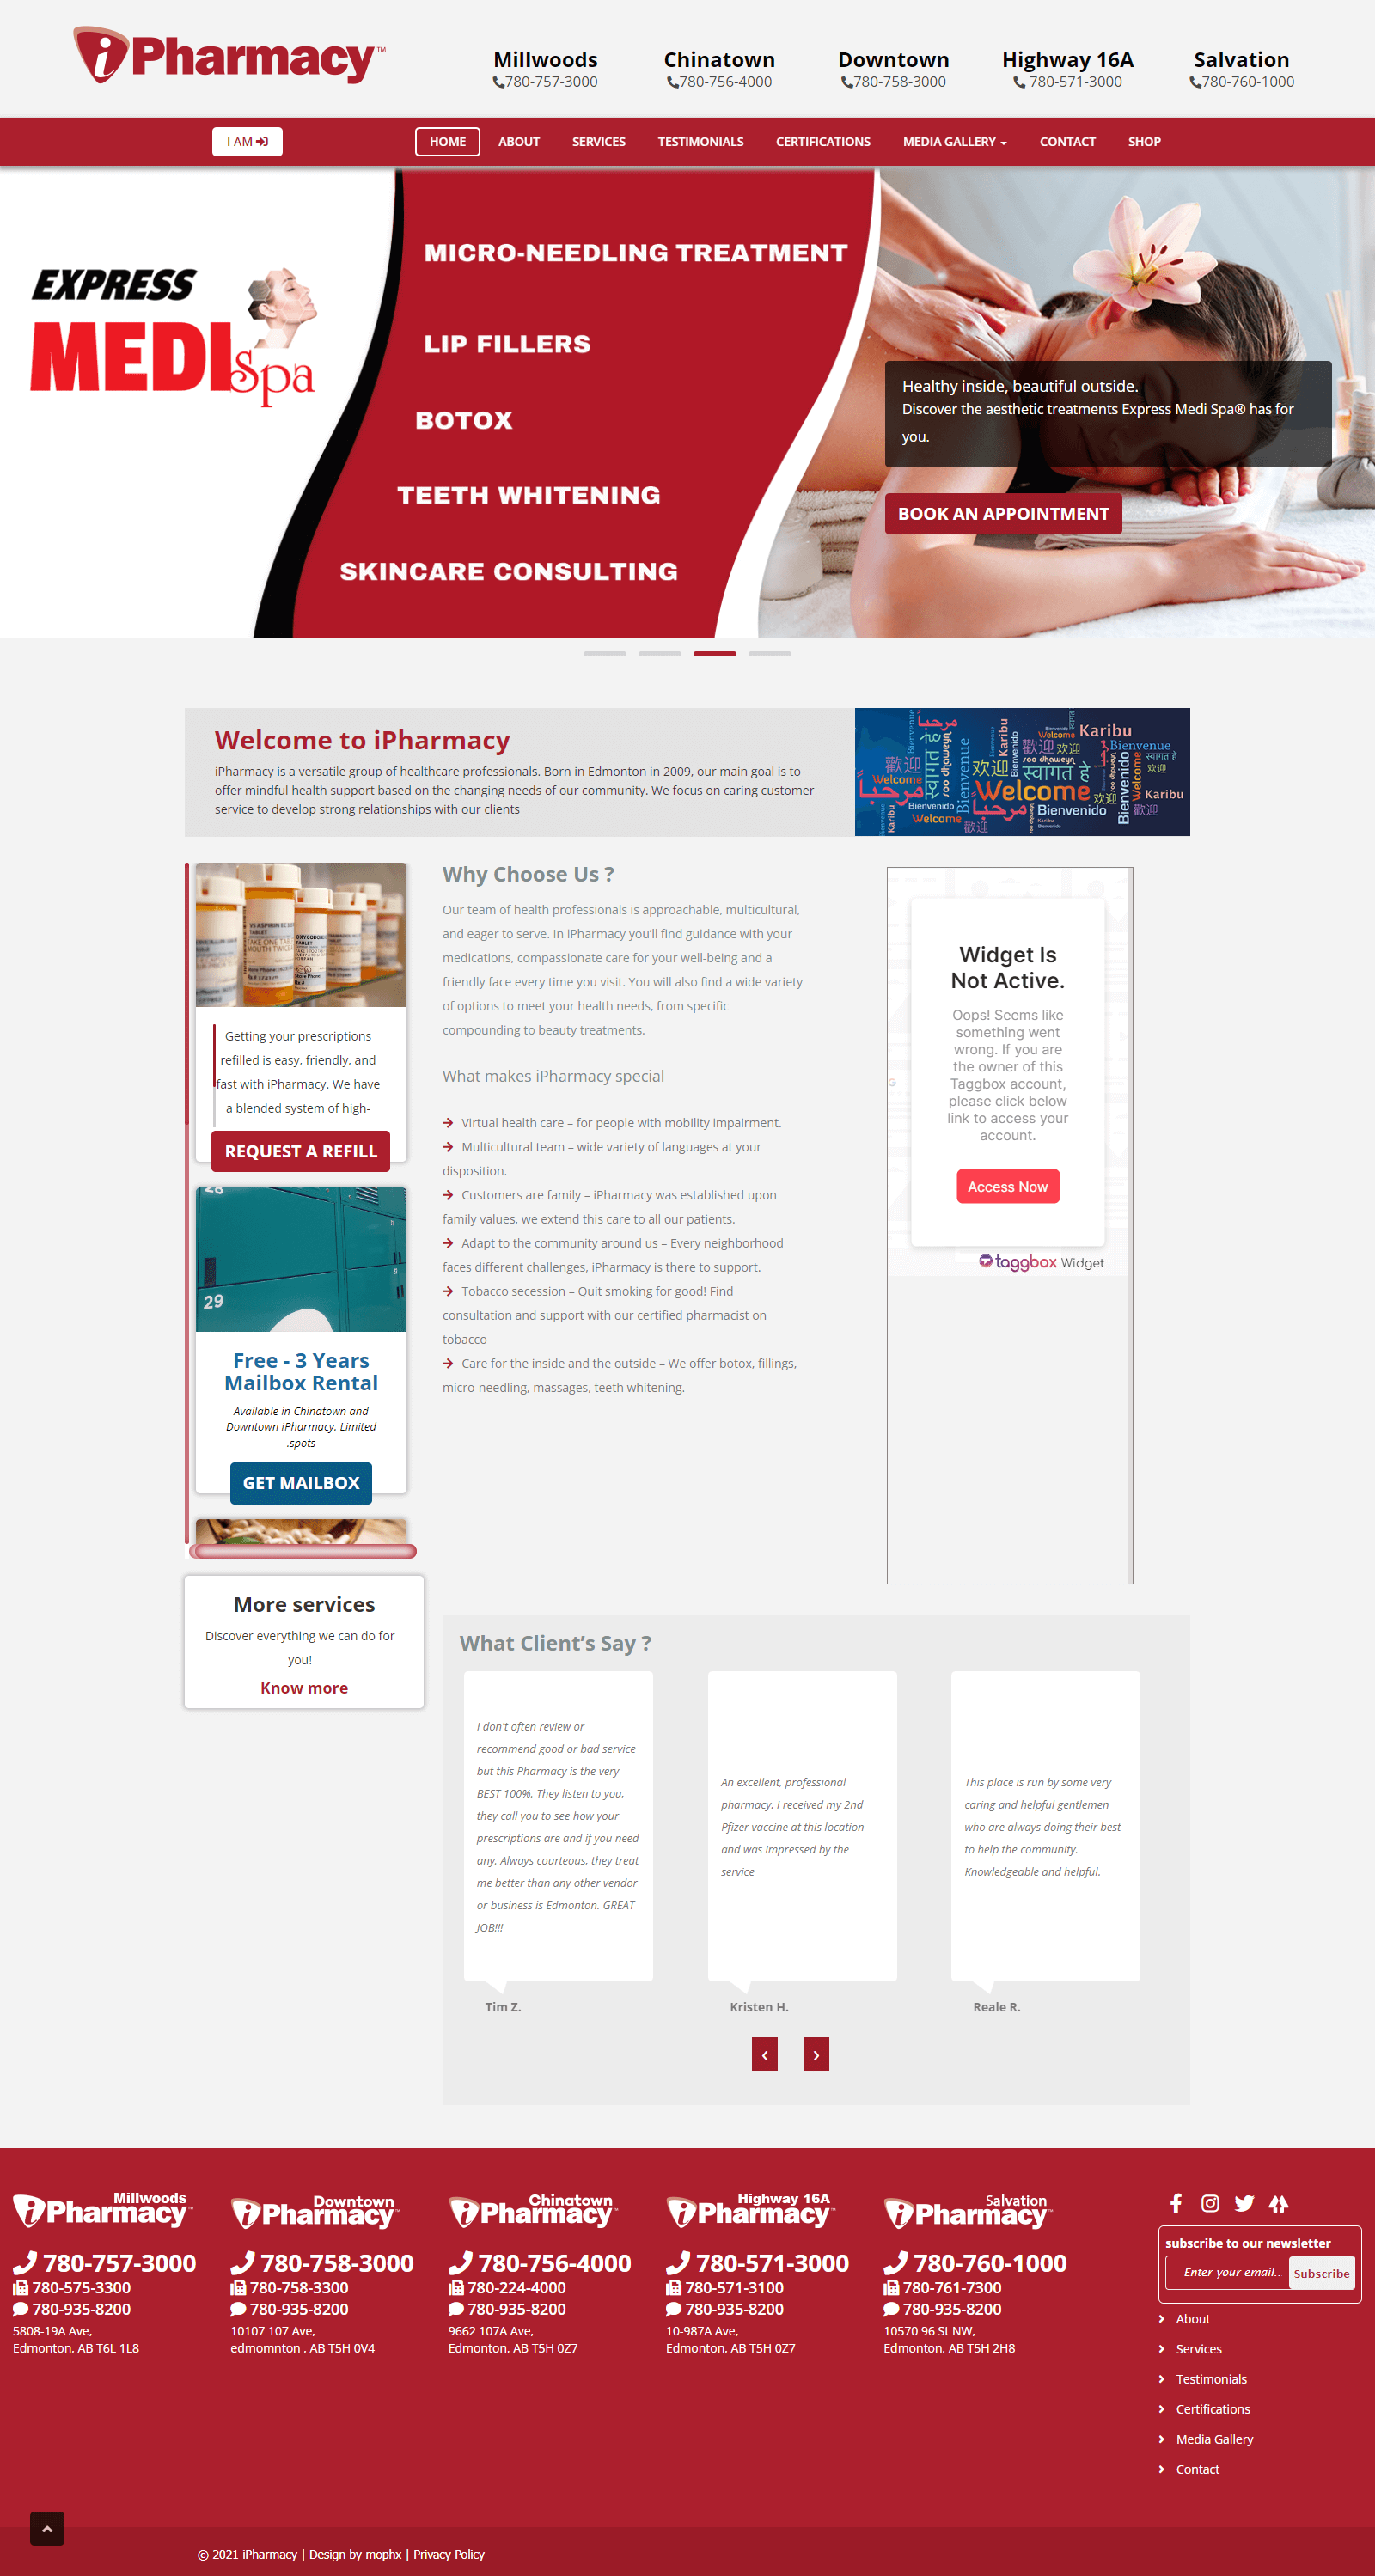 iPharmacy™
Millwoods
780-757-3000
Chinatown
780-756-4000
Downtown
780-758-3000
Highway 16A
780-571-3000
Salvation
780-760-1000
I AM
HOME
ABOUT
SERVICES
TESTIMONIALS
CERTIFICATIONS
MEDIA GALLERY
CONTACT
SHOP
EXPRESS
MEDI Spa
MICRO-NEEDLING TREATMENT
LIP FILLERS
BOTOX
TEETH WHITENING
SKINCARE CONSULTING
Healthy inside, beautiful outside.
Discover the aesthetic treatments Express Medi Spa® has for
you.
BOOK AN APPOINTMENT
Welcome to iPharmacy
iPharmacy is a versatile group of healthcare professionals. Born in Edmonton in 2009, our main goal is to
offer mindful health support based on the changing needs of our community. We focus on caring customer
service to develop strong relationships with our clients
Karibu
Welcome
Bienvenue
Bienvenido
歡迎
欢迎
स्वागत हे
مرحباً
soo dhaweyn
Getting your prescriptions
refilled is easy, friendly, and
fast with iPharmacy. We have
a blended system of high-
REQUEST A REFILL
29
Free - 3 Years
Mailbox Rental
Available in Chinatown and
Downtown iPharmacy. Limited
.spots
GET MAILBOX
More services
Discover everything we can do for
you!
Know more
Why Choose Us ?
Our team of health professionals is approachable, multicultural,
and eager to serve. In iPharmacy you'll find guidance with your
medications, compassionate care for your well-being and a
friendly face every time you visit. You will also find a wide variety
of options to meet your health needs, from specific
compounding to beauty treatments.
What makes iPharmacy special
Virtual health care – for people with mobility impairment.
Multicultural team – wide variety of languages at your
disposition.
Customers are family – iPharmacy was established upon
family values, we extend this care to all our patients.
Adapt to the community around us – Every neighborhood
faces different challenges, iPharmacy is there to support.
Tobacco secession – Quit smoking for good! Find
consultation and support with our certified pharmacist on
tobacco
Care for the inside and the outside – We offer botox, fillings,
micro-needling, massages, teeth whitening.
Widget Is
Not Active.
Oops! Seems like
something went
wrong. If you are
the owner of this
Taggbox account,
please click below
link to access your
account.
Access Now
taggbox Widget
What Client's Say ?
I don't often review or
recommend good or bad service
but this Pharmacy is the very
BEST 100%. They listen to you,
they call you to see how your
prescriptions are and if you need
any. Always courteous, they treat
me better than any other vendor
or business is Edmonton. GREAT
JOB!!!
Tim Z.
An excellent, professional
pharmacy. I received my 2nd
Pfizer vaccine at this location
and was impressed by the
service
Kristen H.
This place is run by some very
caring and helpful gentlemen
who are always doing their best
to help the community.
Knowledgeable and helpful.
Reale R.
‹ ›
Millwoods
iPharmacy™
780-757-3000
780-575-3300
780-935-8200
5808-19A Ave,
Edmonton, AB T6L 1L8
Downtown
iPharmacy™
780-758-3000
780-758-3300
780-935-8200
10107 107 Ave,
edmomnton , AB T5H 0V4
Chinatown
iPharmacy™
780-756-4000
780-224-4000
780-935-8200
9662 107A Ave,
Edmonton, AB T5H 0Z7
Highway 16A
iPharmacy™
780-571-3000
780-571-3100
780-935-8200
10-987A Ave,
Edmonton, AB T5H 0Z7
Salvation
iPharmacy™
780-760-1000
780-761-7300
780-935-8200
10570 96 St NW,
Edmonton, AB T5H 2H8
subscribe to our newsletter
Enter your email..
Subscribe
About
Services
Testimonials
Certifications
Media Gallery
Contact
© 2021 iPharmacy | Design by mophx | Privacy Policy